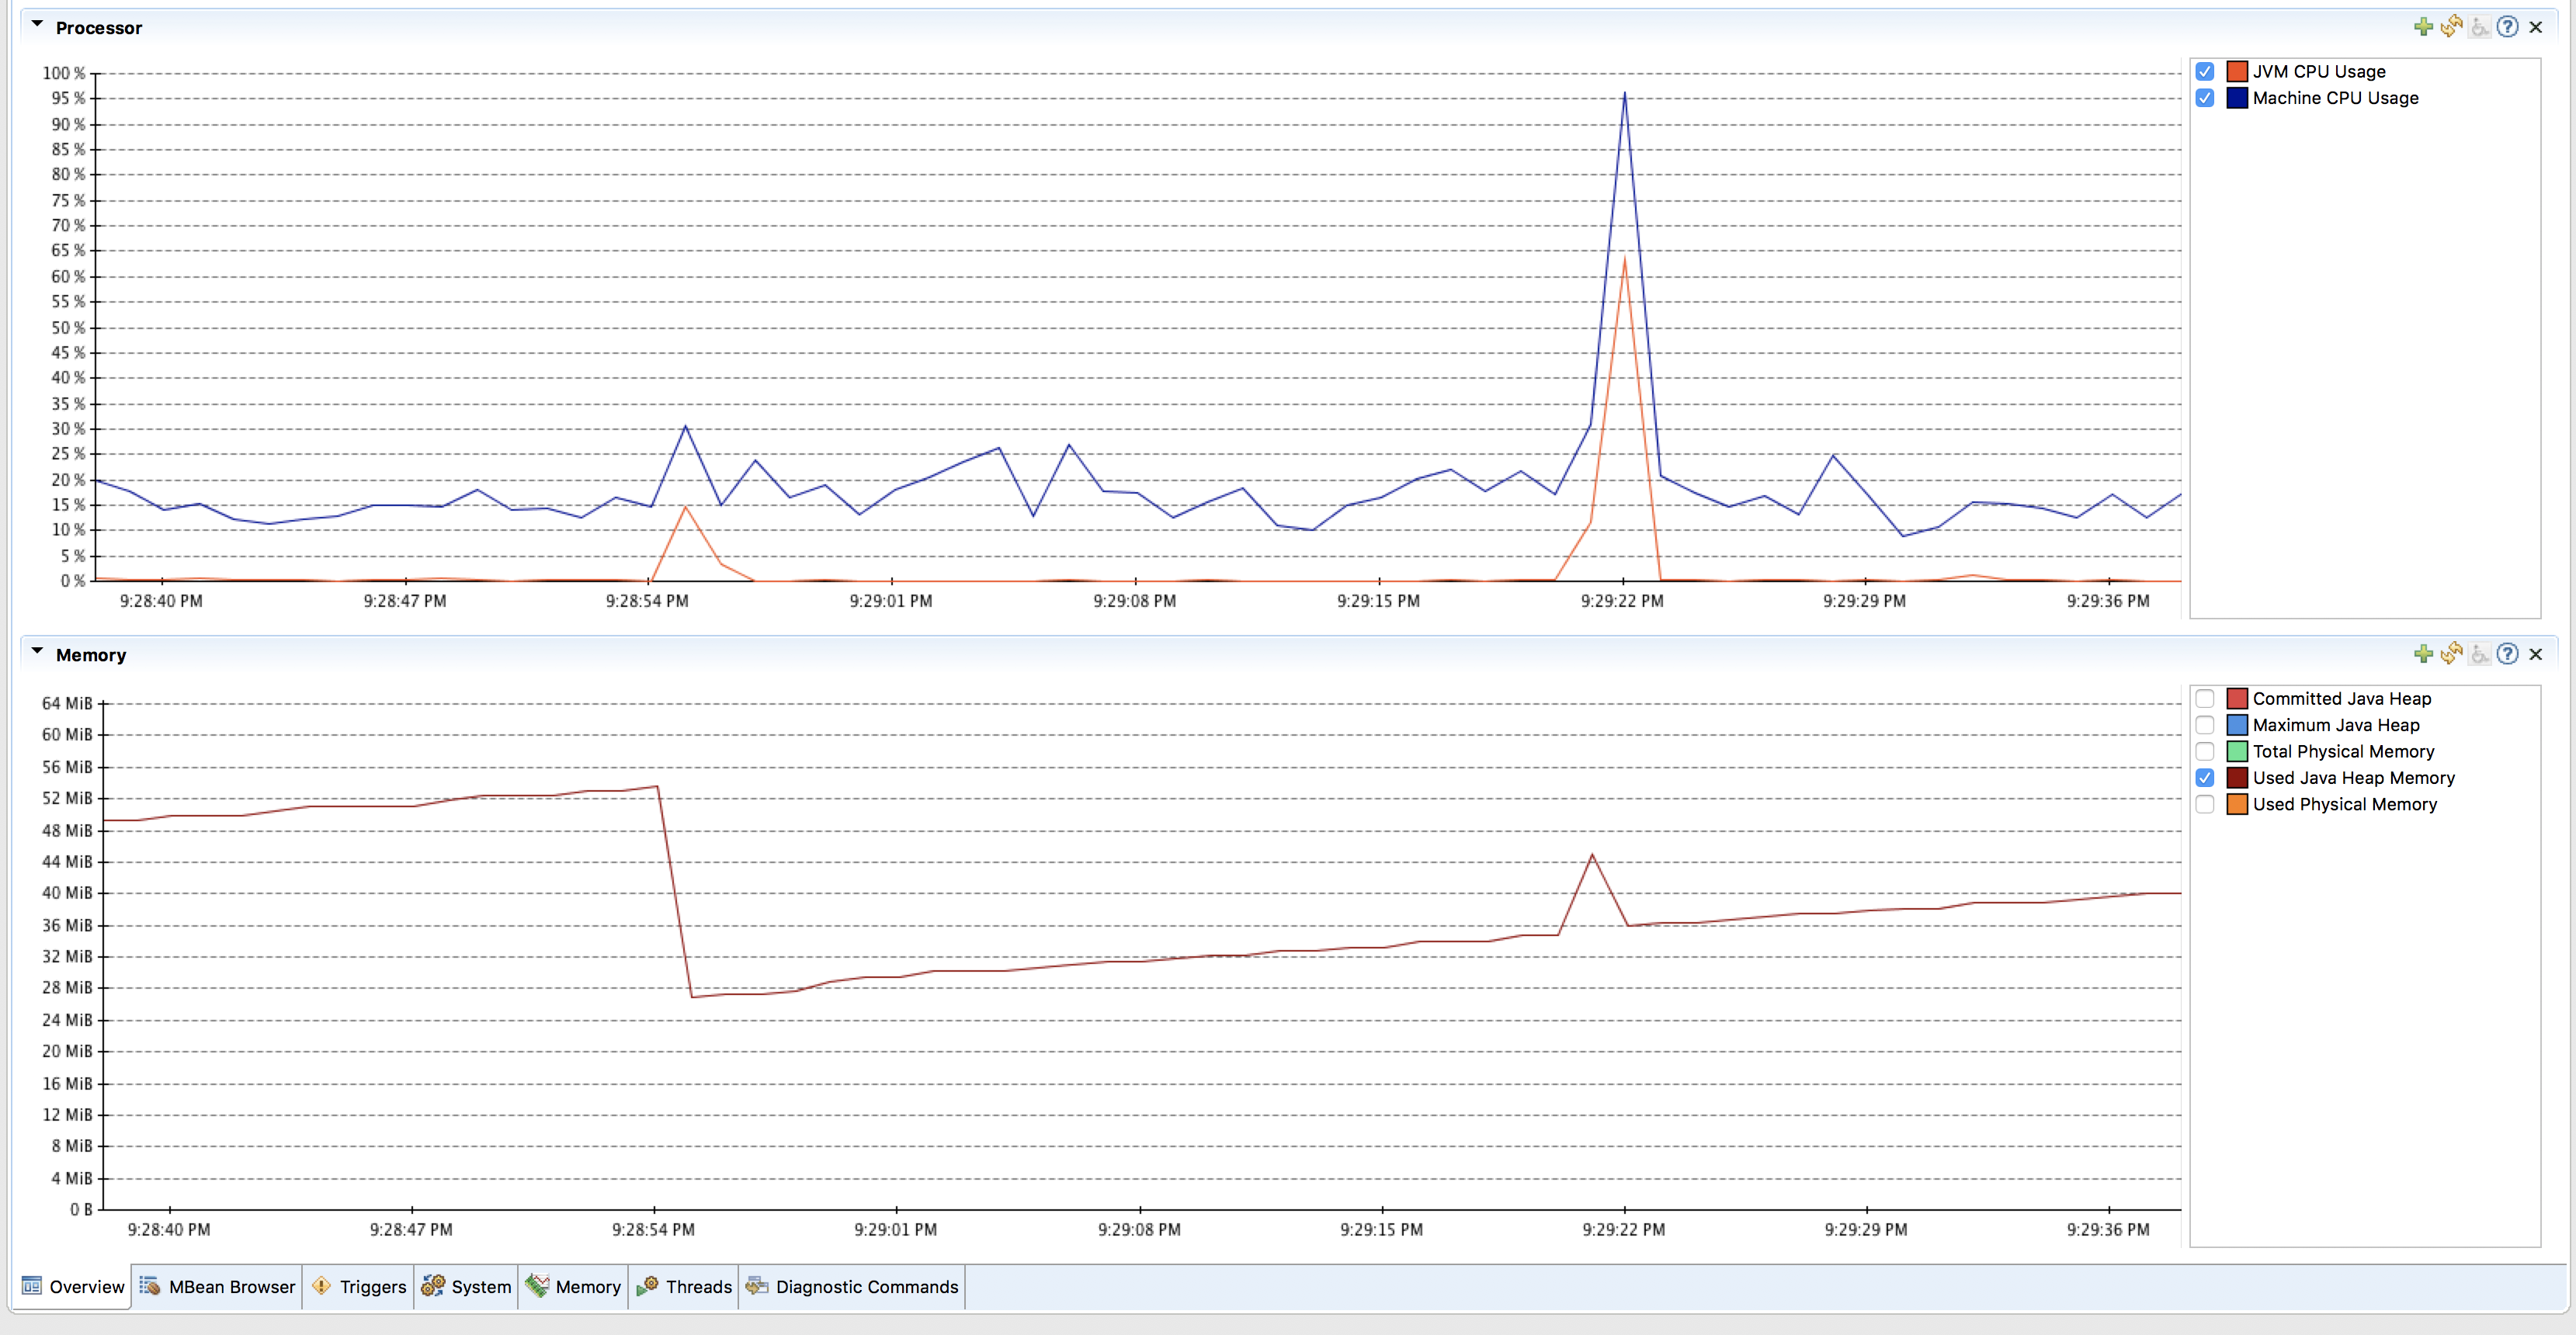 Processor
100 %
95 %
90 %
85 %
80 %
75 %
70 %
65 %
60 %
55 %
50 %
45 %
40 %
35 %
30 %
25 %
20 %
15 %
10 %
5 %
0 %
9:28:40 PM 9:28:47 PM 9:28:54 PM 9:29:01 PM 9:29:08 PM 9:29:15 PM 9:29:22 PM 9:29:29 PM 9:29:36 PM
JVM CPU Usage
Machine CPU Usage
Memory
64 MiB
60 MiB
56 MiB
52 MiB
48 MiB
44 MiB
40 MiB
36 MiB
32 MiB
28 MiB
24 MiB
20 MiB
16 MiB
12 MiB
8 MiB
4 MiB
0 B
9:28:40 PM 9:28:47 PM 9:28:54 PM 9:29:01 PM 9:29:08 PM 9:29:15 PM 9:29:22 PM 9:29:29 PM 9:29:36 PM
Committed Java Heap
Maximum Java Heap
Total Physical Memory
Used Java Heap Memory
Used Physical Memory
Overview MBean Browser Triggers System Memory Threads Diagnostic Commands